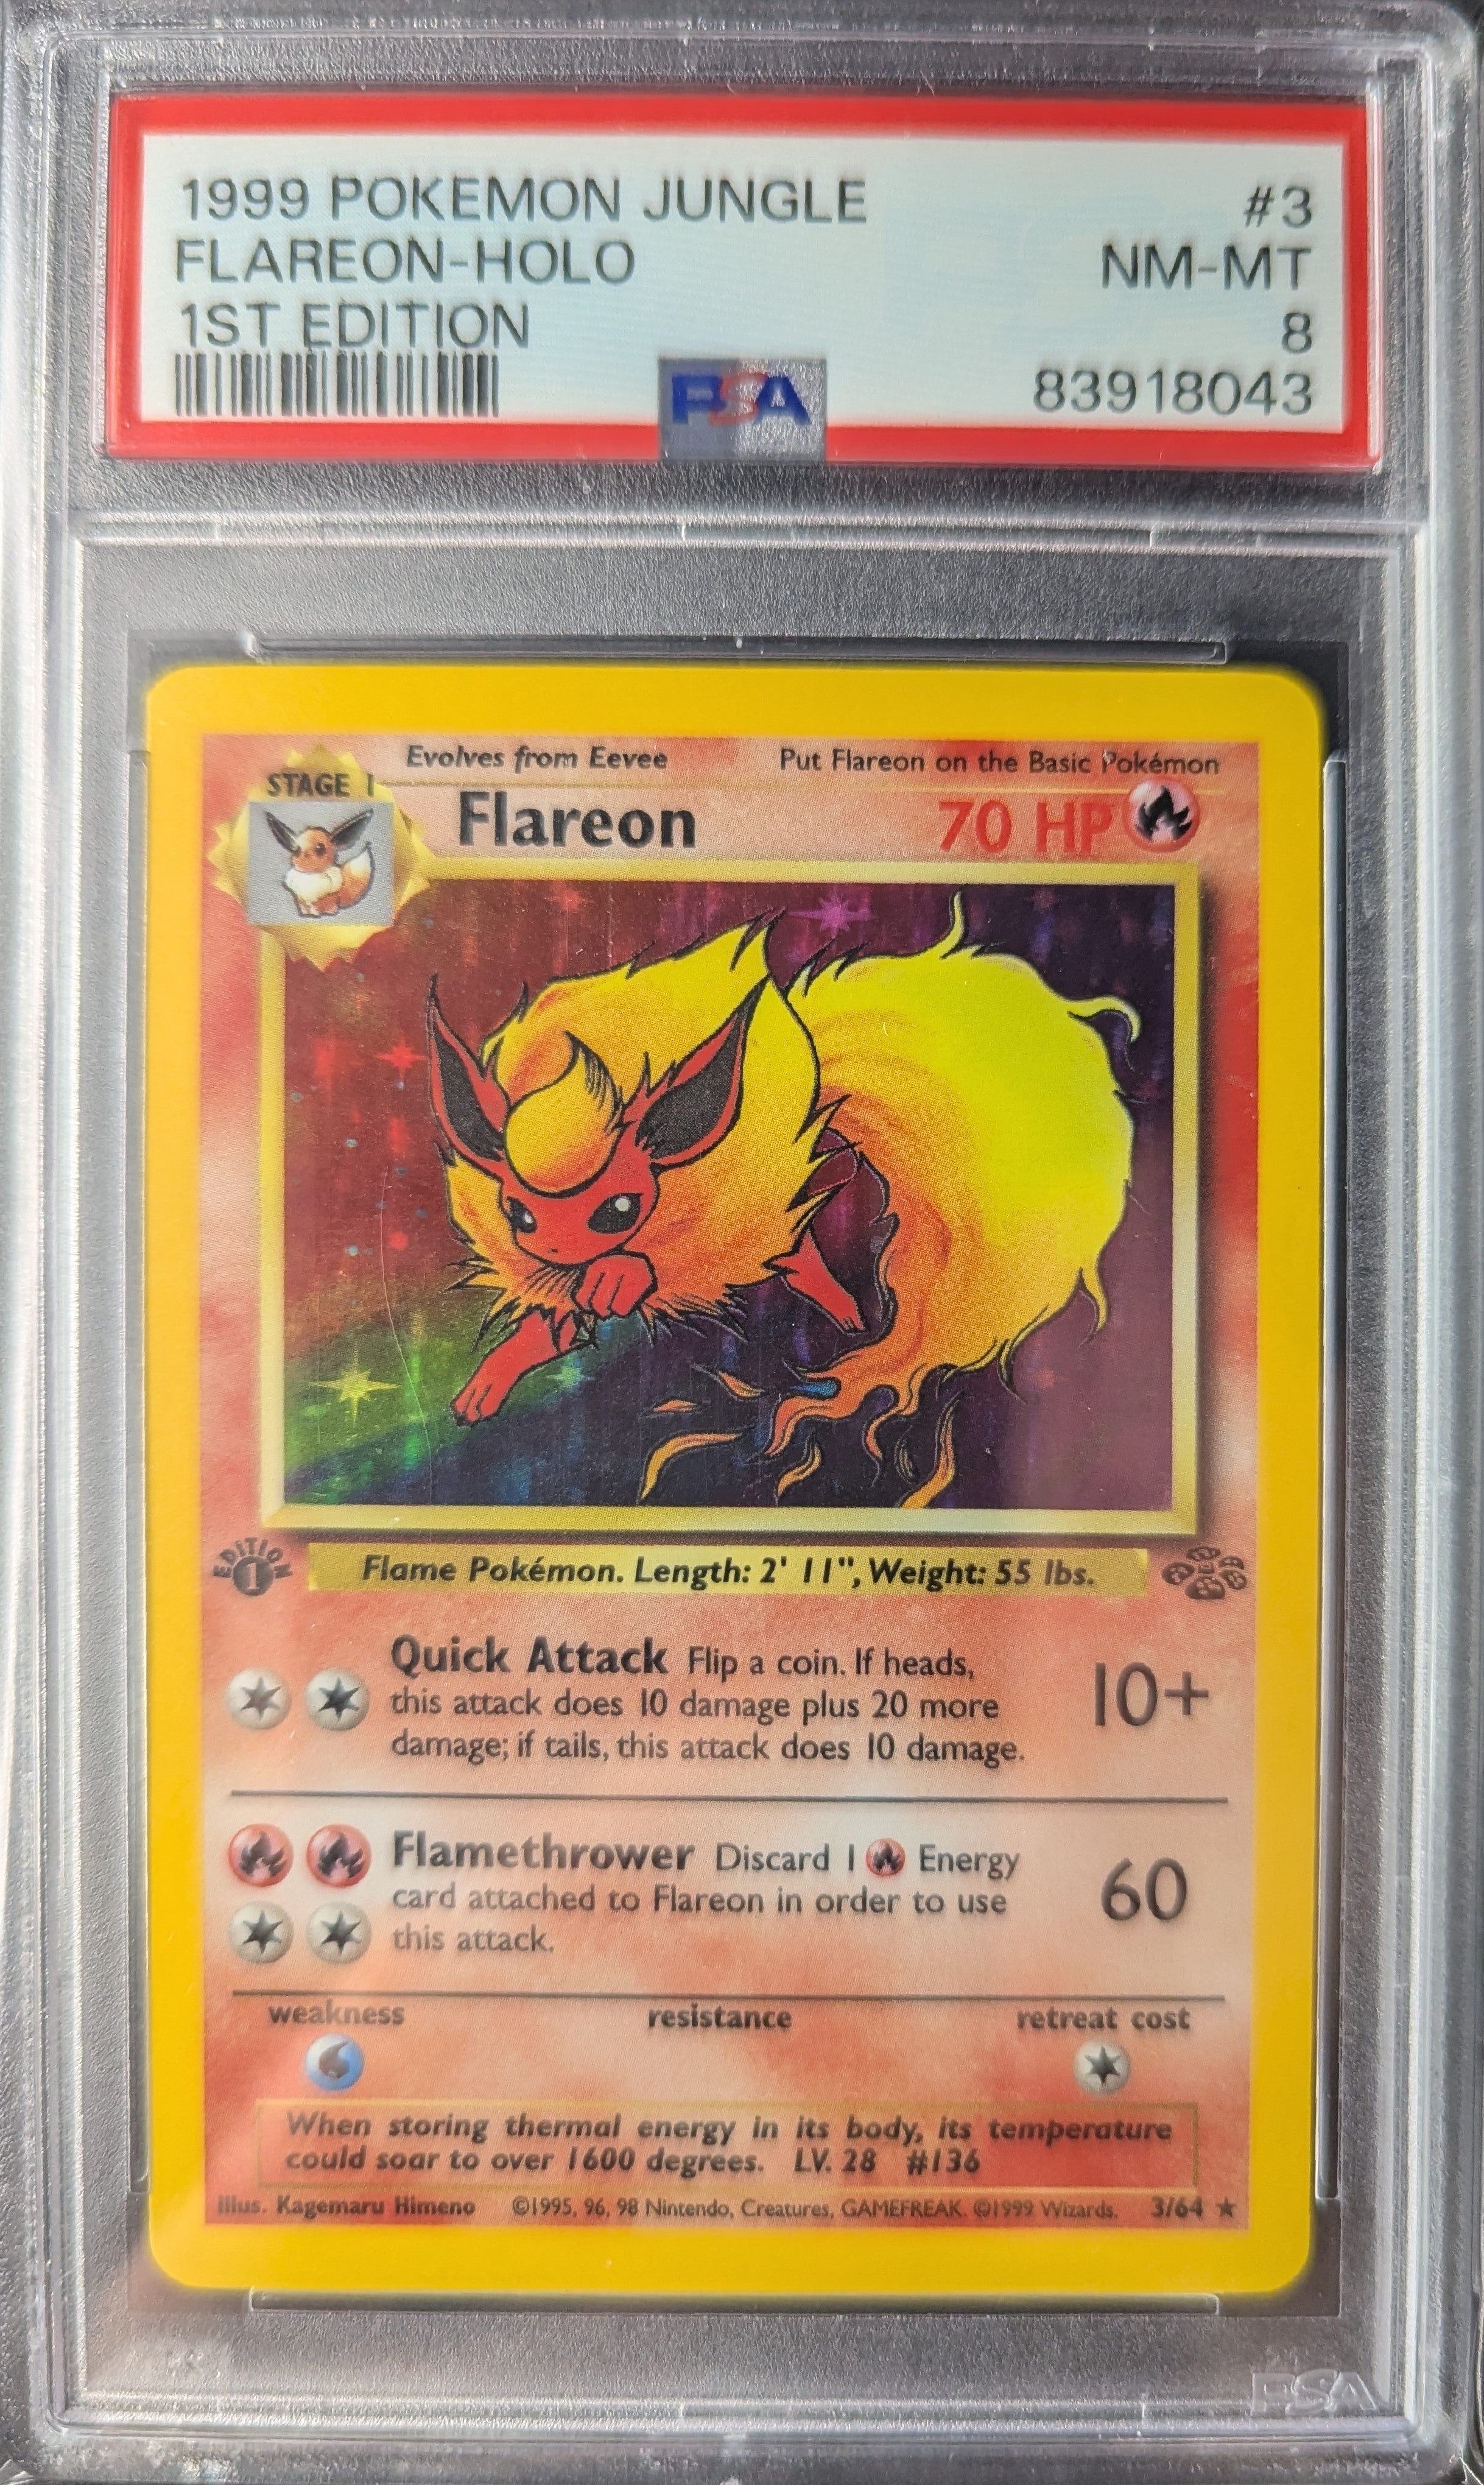 1999 POKEMON JUNGLE #3
FLAREON-HOLO NM-MT
1ST EDITION 8
PSA 83918043
Evolves from Eevee Put Flareon on the Basic Pokémon
STAGE 1
Flareon 70 HP
EDITION
1
Flame Pokémon. Length: 2' 11", Weight: 55 lbs.
Quick Attack Flip a coin. If heads,
this attack does 10 damage plus 20 more
damage; if tails, this attack does 10 damage.
10+
Flamethrower Discard 1 Energy
card attached to Flareon in order to use
this attack.
60
weakness resistance retreat cost
When storing thermal energy in its body, its temperature
could soar to over 1600 degrees. LV. 28 #136
Illus. Kagemaru Himeno ©1995, 96, 98 Nintendo, Creatures, GAMEFREAK. ©1999 Wizards. 3/64 ★
PSA